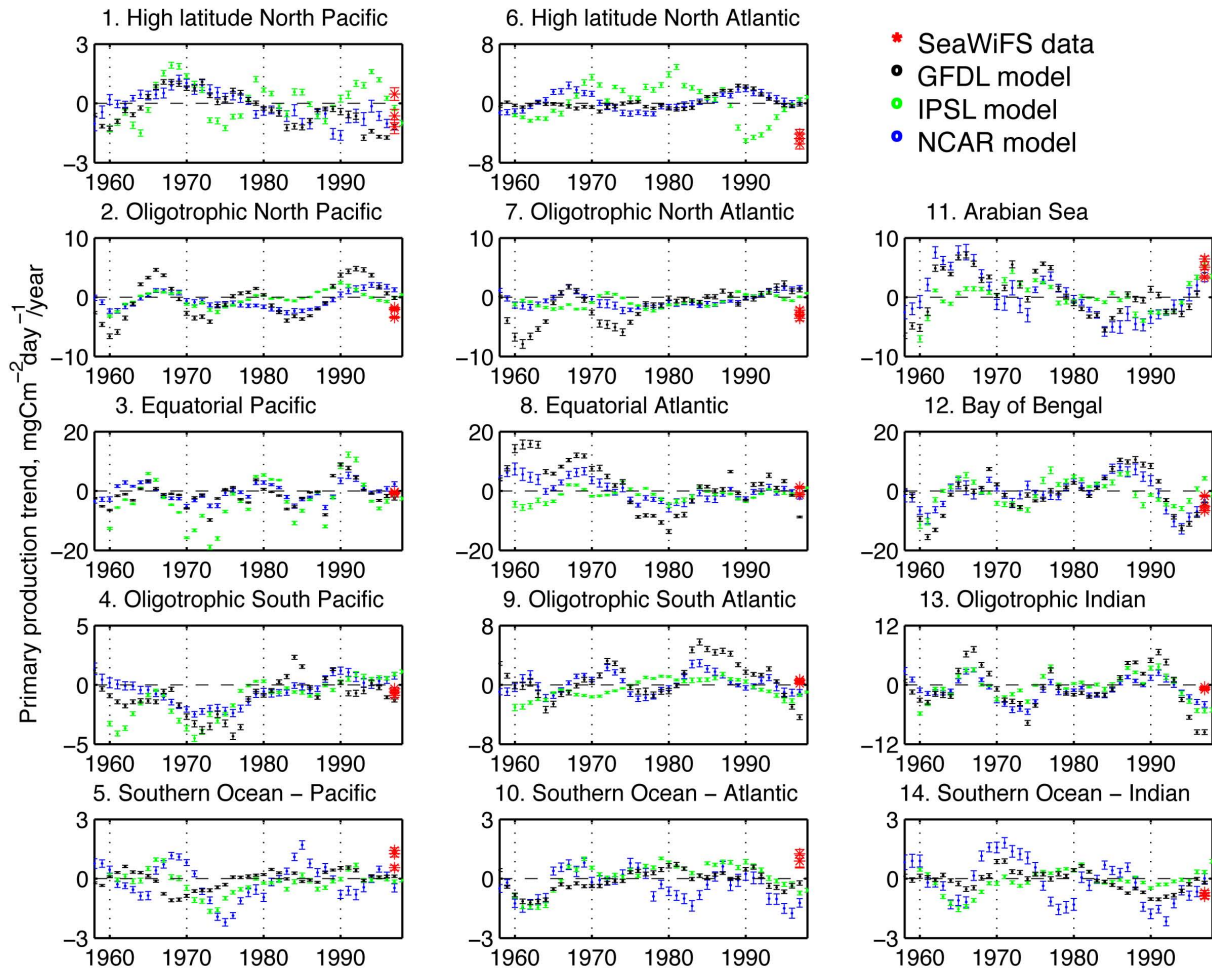 1. High latitude North Pacific
3
0
−3
1960 1970 1980 1990
6. High latitude North Atlantic
8
0
−8
1960 1970 1980 1990
SeaWiFS data
GFDL model
IPSL model
NCAR model
Primary production trend, mgCm⁻²day⁻¹/year
2. Oligotrophic North Pacific
10
0
−10
1960 1970 1980 1990
7. Oligotrophic North Atlantic
10
0
−10
1960 1970 1980 1990
11. Arabian Sea
10
0
−10
1960 1970 1980 1990
3. Equatorial Pacific
20
0
−20
1960 1970 1980 1990
8. Equatorial Atlantic
20
0
−20
1960 1970 1980 1990
12. Bay of Bengal
20
0
−20
1960 1970 1980 1990
4. Oligotrophic South Pacific
5
0
−5
1960 1970 1980 1990
9. Oligotrophic South Atlantic
8
0
−8
1960 1970 1980 1990
13. Oligotrophic Indian
12
0
−12
1960 1970 1980 1990
5. Southern Ocean − Pacific
3
0
−3
1960 1970 1980 1990
10. Southern Ocean − Atlantic
3
0
−3
1960 1970 1980 1990
14. Southern Ocean − Indian
3
0
−3
1960 1970 1980 1990